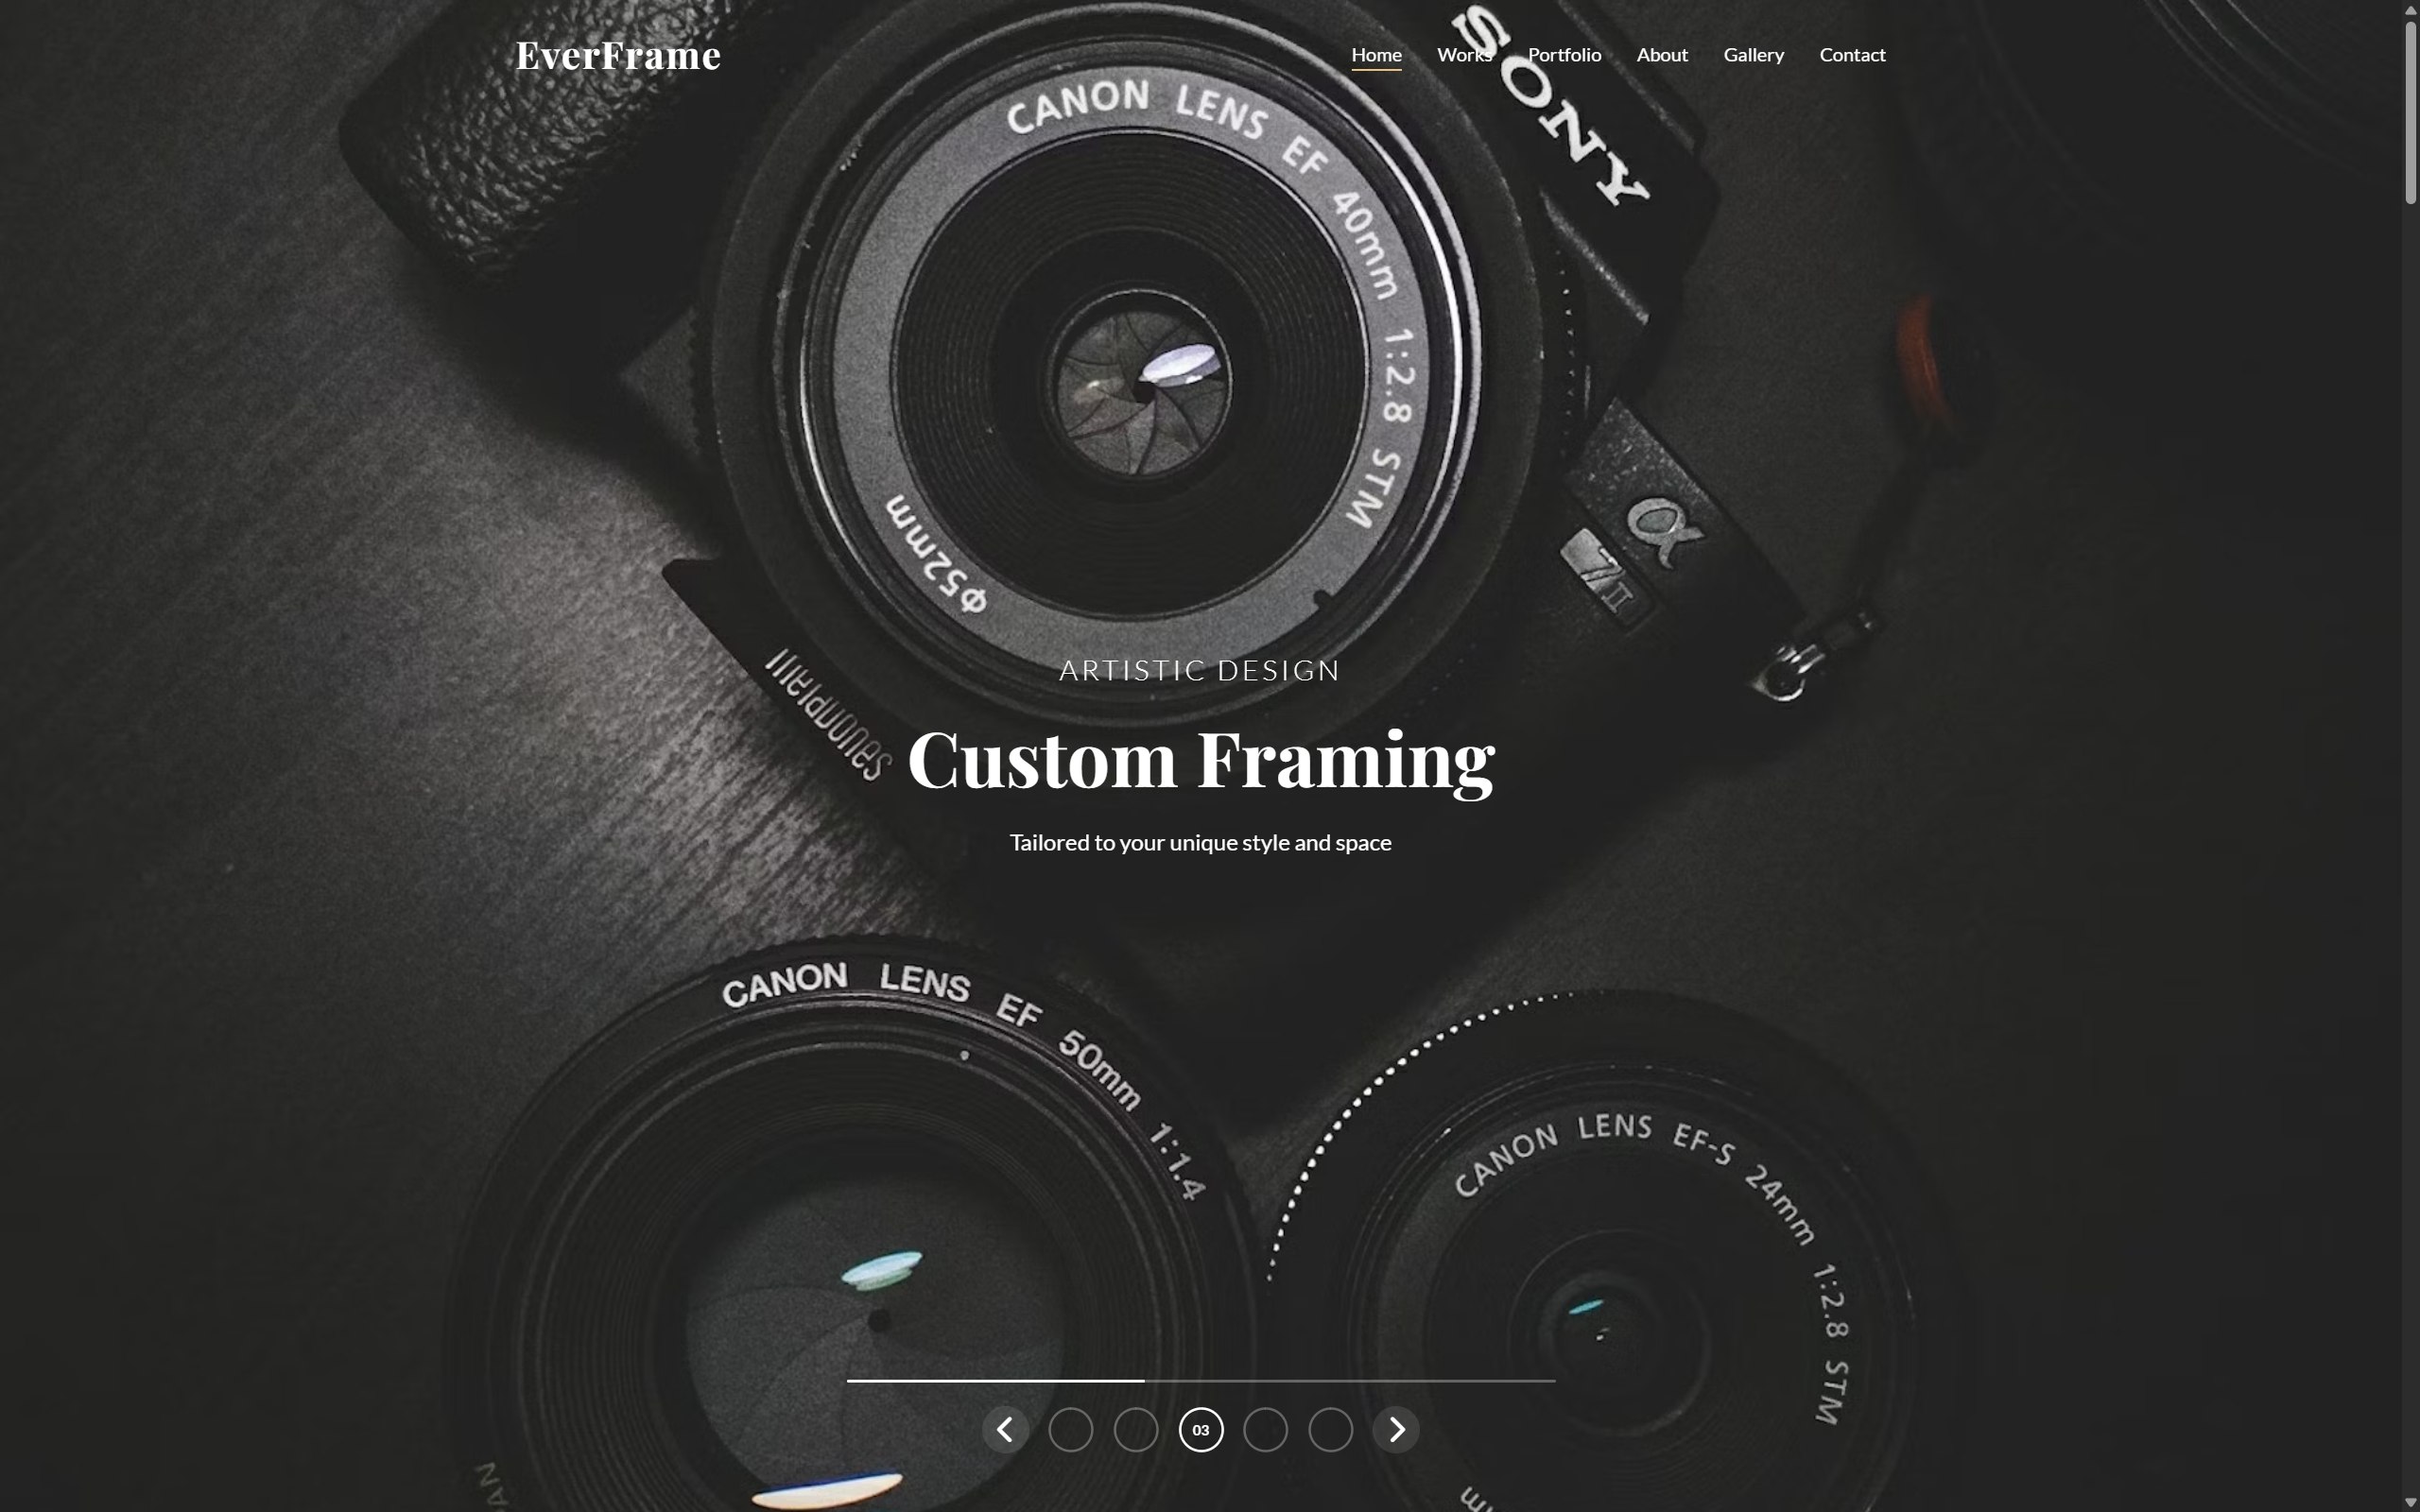 EverFrame
Home Works Portfolio About Gallery Contact
SONY
CANON LENS EF 40mm 1:2.8 STM
Φ52mm
α
7II
SαUOUPIAII
ARTISTIC DESIGN
Custom Framing
Tailored to your unique style and space
CANON LENS EF 50mm 1:1.4
CANON LENS EF-S 24mm 1:2.8 STM
03